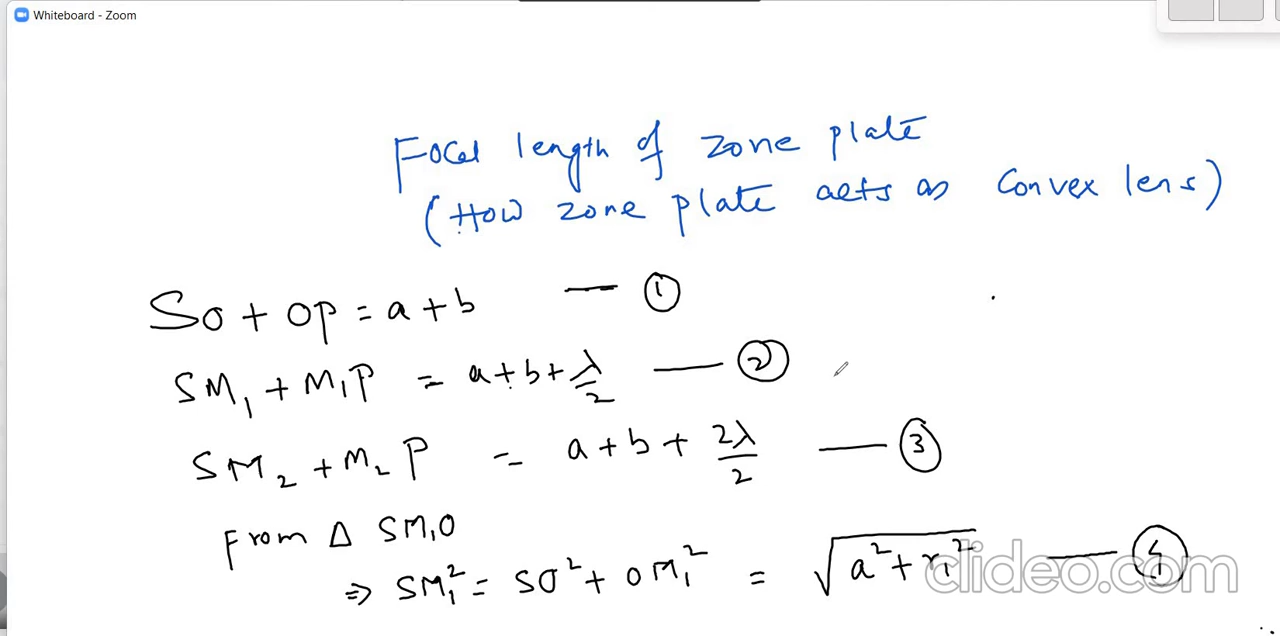 Whiteboard - Zoom
Focal length of zone plate
(How zone plate acts as Convex lens)
SO + OP = a + b — ①
SM₁ + M₁P = a + b + λ/2 — ②
SM₂ + M₂P = a + b + 2λ/2 — ③
From Δ SM₁O
⇒ SM₁² = SO² + OM₁² = √(a² + r₁²) — ④
clideo.com